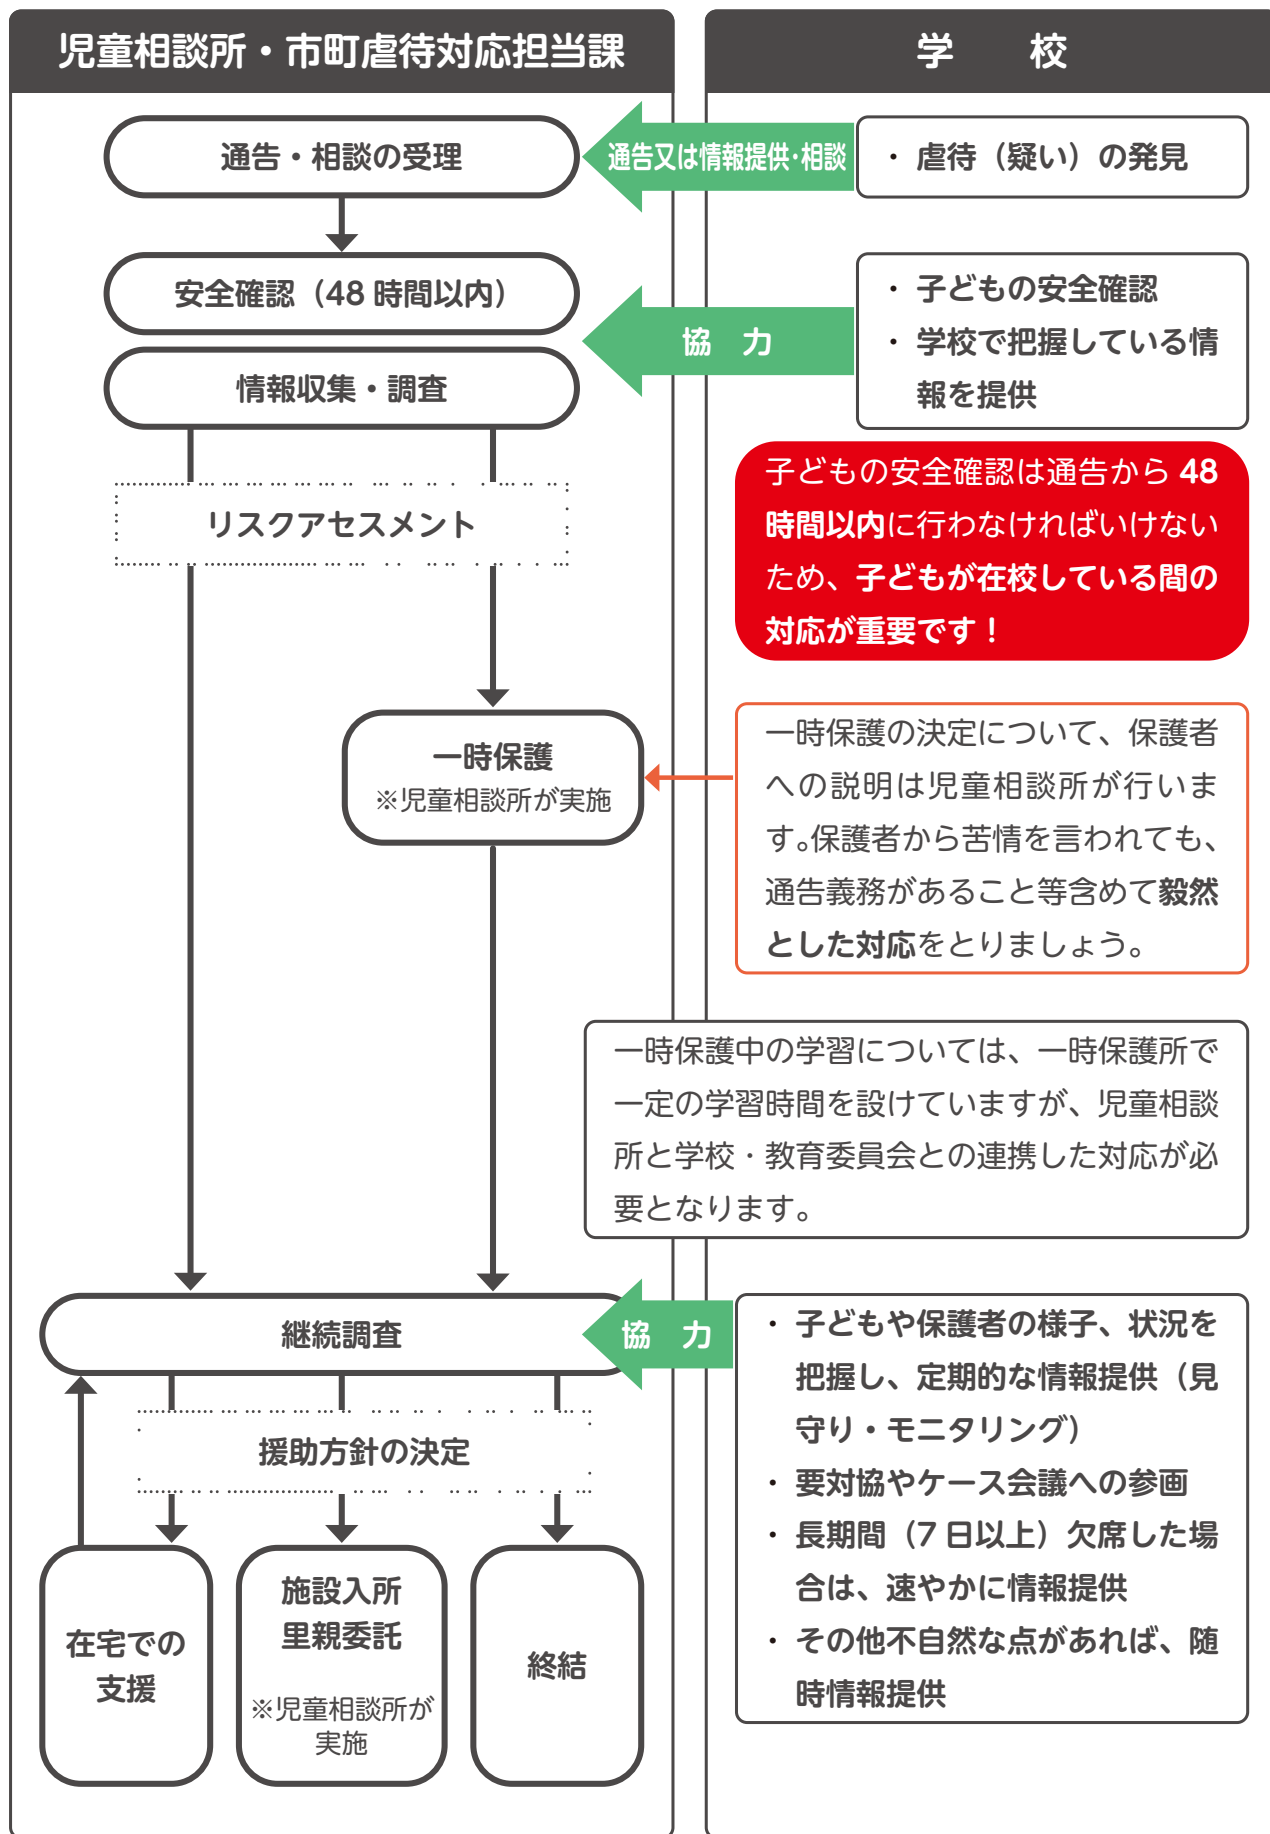 児童相談所・市町虐待対応担当課
学　校
通告・相談の受理
通告又は情報提供・相談
・ 虐待（疑い）の発見
安全確認（48 時間以内）
情報収集・調査
協　力
・ 子どもの安全確認
・ 学校で把握している情
報を提供
リスクアセスメント
子どもの安全確認は通告から 48
時間以内に行わなければいけない
ため、子どもが在校している間の
対応が重要です！
一時保護
※児童相談所が実施
一時保護の決定について、保護者
への説明は児童相談所が行いま
す。保護者から苦情を言われても、
通告義務があること等含めて毅然
とした対応をとりましょう。
一時保護中の学習については、一時保護所で
一定の学習時間を設けていますが、児童相談
所と学校・教育委員会との連携した対応が必
要となります。
継続調査
協　力
・ 子どもや保護者の様子、状況を
把握し、定期的な情報提供（見
守り・モニタリング）
・ 要対協やケース会議への参画
・ 長期間（7 日以上）欠席した場
合は、速やかに情報提供
・ その他不自然な点があれば、随
時情報提供
援助方針の決定
在宅での
支援
施設入所
里親委託
※児童相談所が
実施
終結